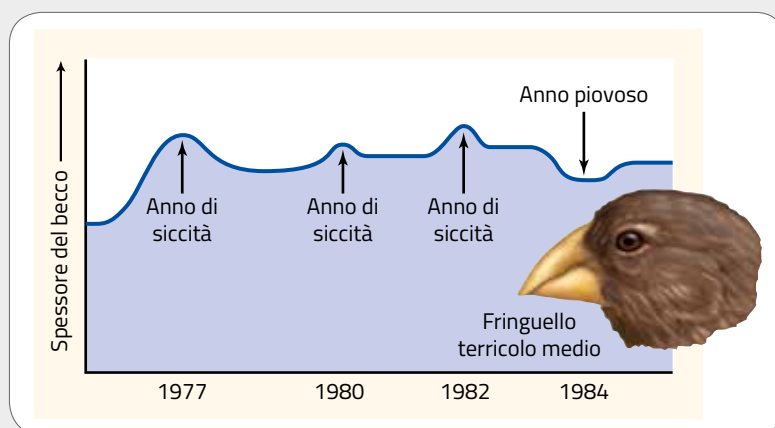 Anno piovoso
Anno di
siccità
Anno di
siccità
Anno di
siccità
Spessore del becco
Fringuello
terricolo medio
1977
1980
1982
1984